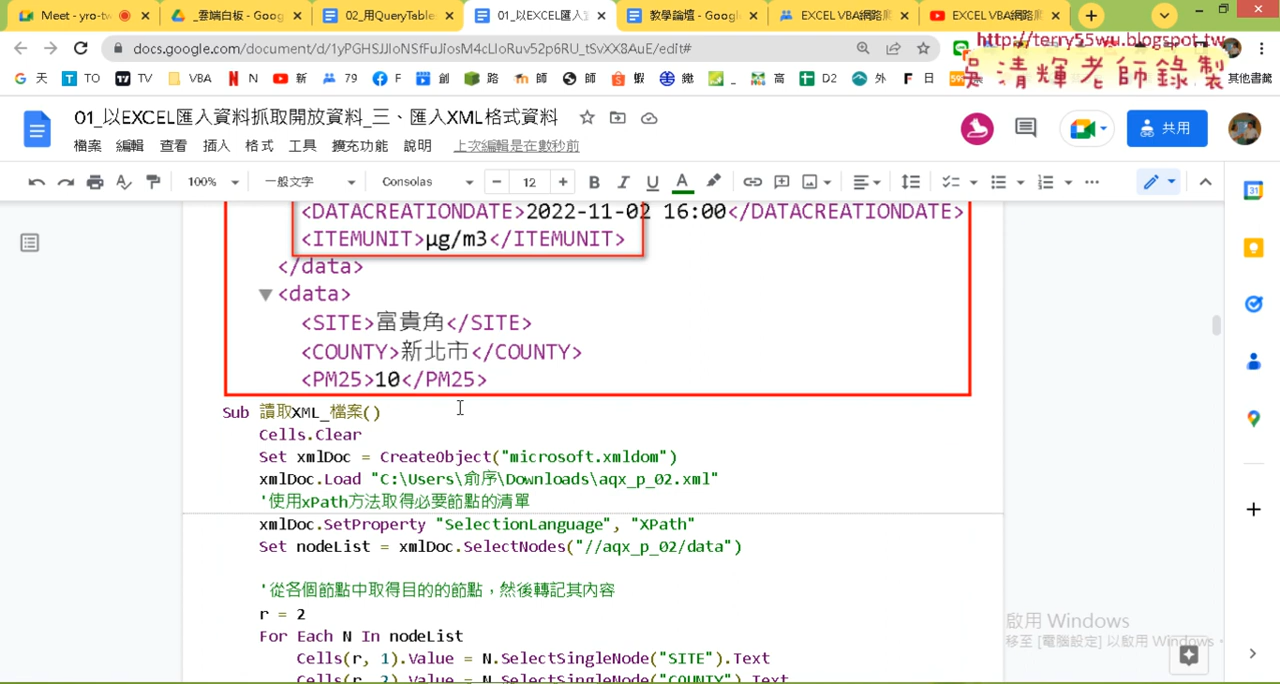 Meet - yro-tw
_雲端白板 - Goog
02_用QueryTable
01_以EXCEL匯入
教學論壇 - Googl
EXCEL VBA網路爬
EXCEL VBA網路爬
docs.google.com/document/d/1yPGHSJJIoNSfFuJiosM4cLIoRuv52p6RU_tSvXX8AuE/edit#
http://terry55wu.blogspot.tw
吳清輝老師錄製
天 TO TV VBA N 新 79 F 創 路 師 師 蝦 鐵 _ 高 D2 外 日 其他書籤
01_以EXCEL匯入資料抓取開放資料_三、匯入XML格式資料
共用
檔案 編輯 查看 插入 格式 工具 擴充功能 說明 上次編輯是在數秒前
100% 一般文字 Consolas 12 B I U A
<DATACREATIONDATE>2022-11-02 16:00</DATACREATIONDATE>
<ITEMUNIT>μg/m3</ITEMUNIT>
</data>
<data>
<SITE>富貴角</SITE>
<COUNTY>新北市</COUNTY>
<PM25>10</PM25>
Sub 讀取XML_檔案()
Cells.Clear
Set xmlDoc = CreateObject("microsoft.xmldom")
xmlDoc.Load "C:\Users\俞序\Downloads\aqx_p_02.xml"
'使用xPath方法取得必要節點的清單
xmlDoc.SetProperty "SelectionLanguage", "XPath"
Set nodeList = xmlDoc.SelectNodes("//aqx_p_02/data")
'從各個節點中取得目的的節點，然後轉記其內容
r = 2
For Each N In nodeList
Cells(r, 1).Value = N.SelectSingleNode("SITE").Text
Cells(r, 2).Value = N.SelectSingleNode("COUNTY").Text
啟用 Windows
移至 [電腦設定] 以啟用 Windows。